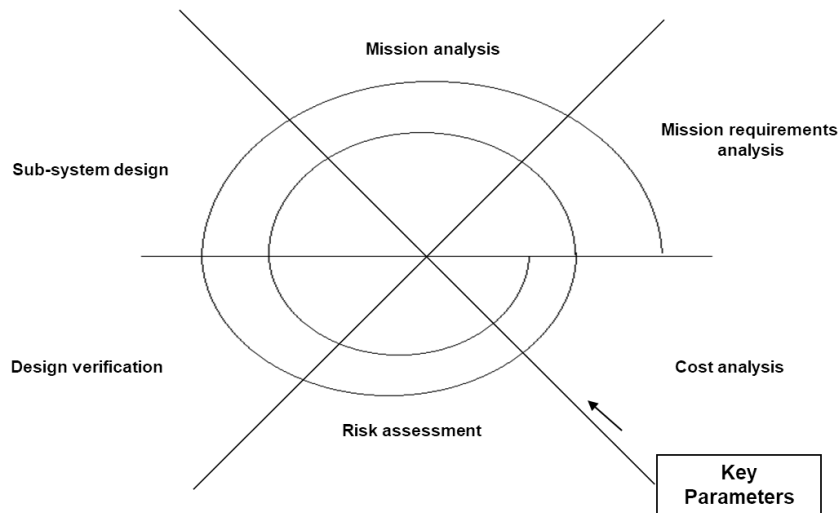 Mission analysis
Mission requirements
analysis
Sub-system design
Design verification
Cost analysis
Risk assessment
Key
Parameters